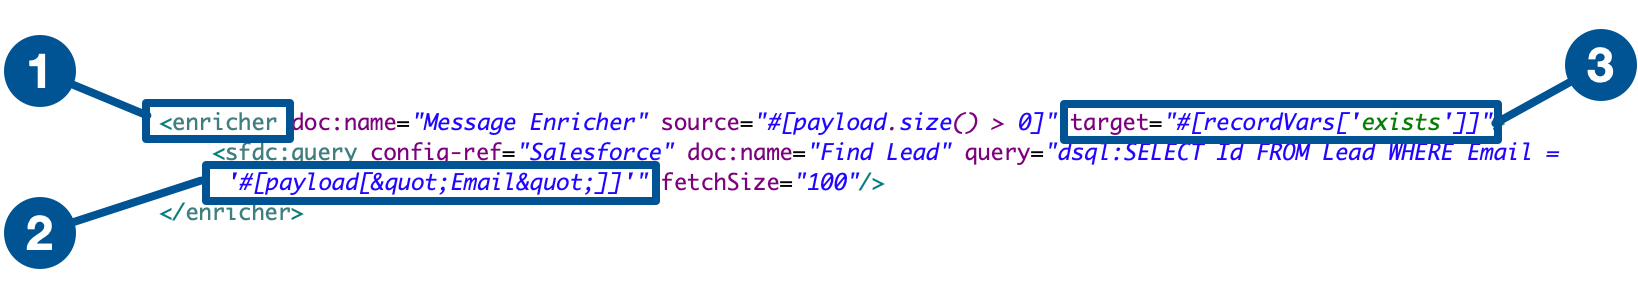 1
3
<enricher doc:name="Message Enricher" source="#[payload.size() > 0]" target="#[recordVars['exists']]"
<sfdc:query config-ref="Salesforce" doc:name="Find Lead" query="dsql:SELECT Id FROM Lead WHERE Email =
'#[payload[&quot;Email&quot;]]'" fetchSize="100"/>
</enricher>
2